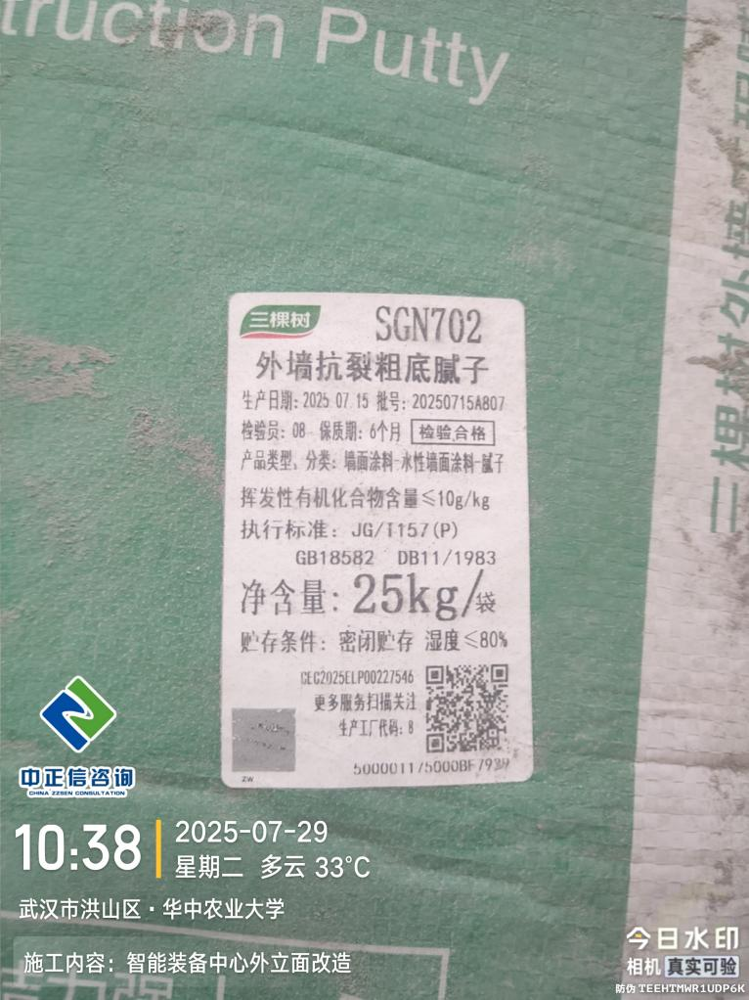 truction Putty
三棵树
SGN702
外墙抗裂粗底腻子
生产日期: 2025.07.15 批号: 20250715A807
检验员: 08 保质期: 6个月 检验合格
产品类型、分类: 墙面涂料-水性墙面涂料-腻子
挥发性有机化合物含量≤10g/kg
执行标准: JG/T157(P)
GB18582 DB11/1983
净含量: 25kg/袋
贮存条件: 密闭贮存 湿度≤80%
CEC2025ELP00227546
更多服务扫描关注
生产工厂代码: 8
ZW
三棵树外墙
中正信咨询
CHINA ZZSEN CONSULTATION
10:38
2025-07-29
星期二 多云 33°C
武汉市洪山区·华中农业大学
施工内容: 智能装备中心外立面改造
今日水印
相机 真实可验
防伪 TEEHTMWR1UDP6K